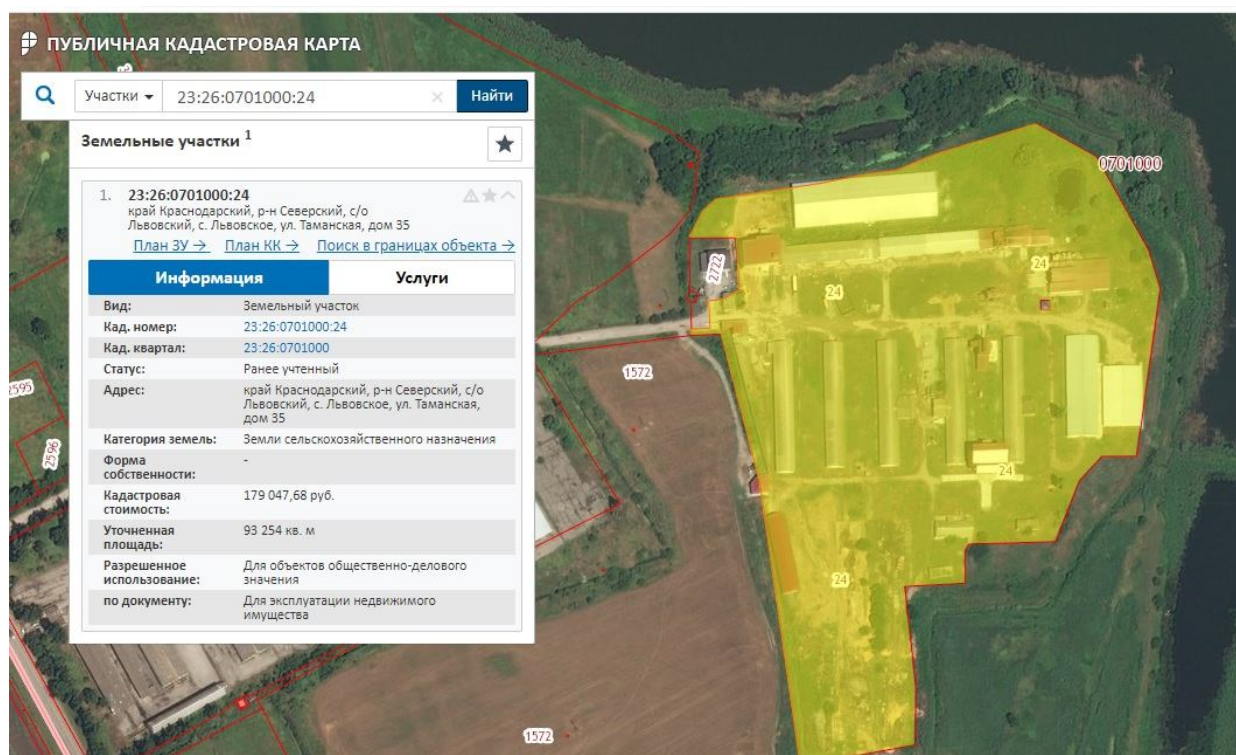 ПУБЛИЧНАЯ КАДАСТРОВАЯ КАРТА
Участки 23:26:0701000:24 × Найти
Земельные участки 1
1. 23:26:0701000:24
край Краснодарский, р-н Северский, с/о
Львовский, с. Львовское, ул. Таманская, дом 35
План ЗУ → План КК → Поиск в границах объекта →
Информация Услуги
Вид: Земельный участок
Кад. номер: 23:26:0701000:24
Кад. квартал: 23:26:0701000
Статус: Ранее учтенный
Адрес: край Краснодарский, р-н Северский, с/о
Львовский, с. Львовское, ул. Таманская,
дом 35
Категория земель: Земли сельскохозяйственного назначения
Форма
собственности: -
Кадастровая
стоимость: 179 047,68 руб.
Уточненная
площадь: 93 254 кв. м
Разрешенное
использование: Для объектов общественно-делового
значения
по документу: Для эксплуатации недвижимого
имущества
0701000
2722
24
24
1572
2595
2596
24
24
1572